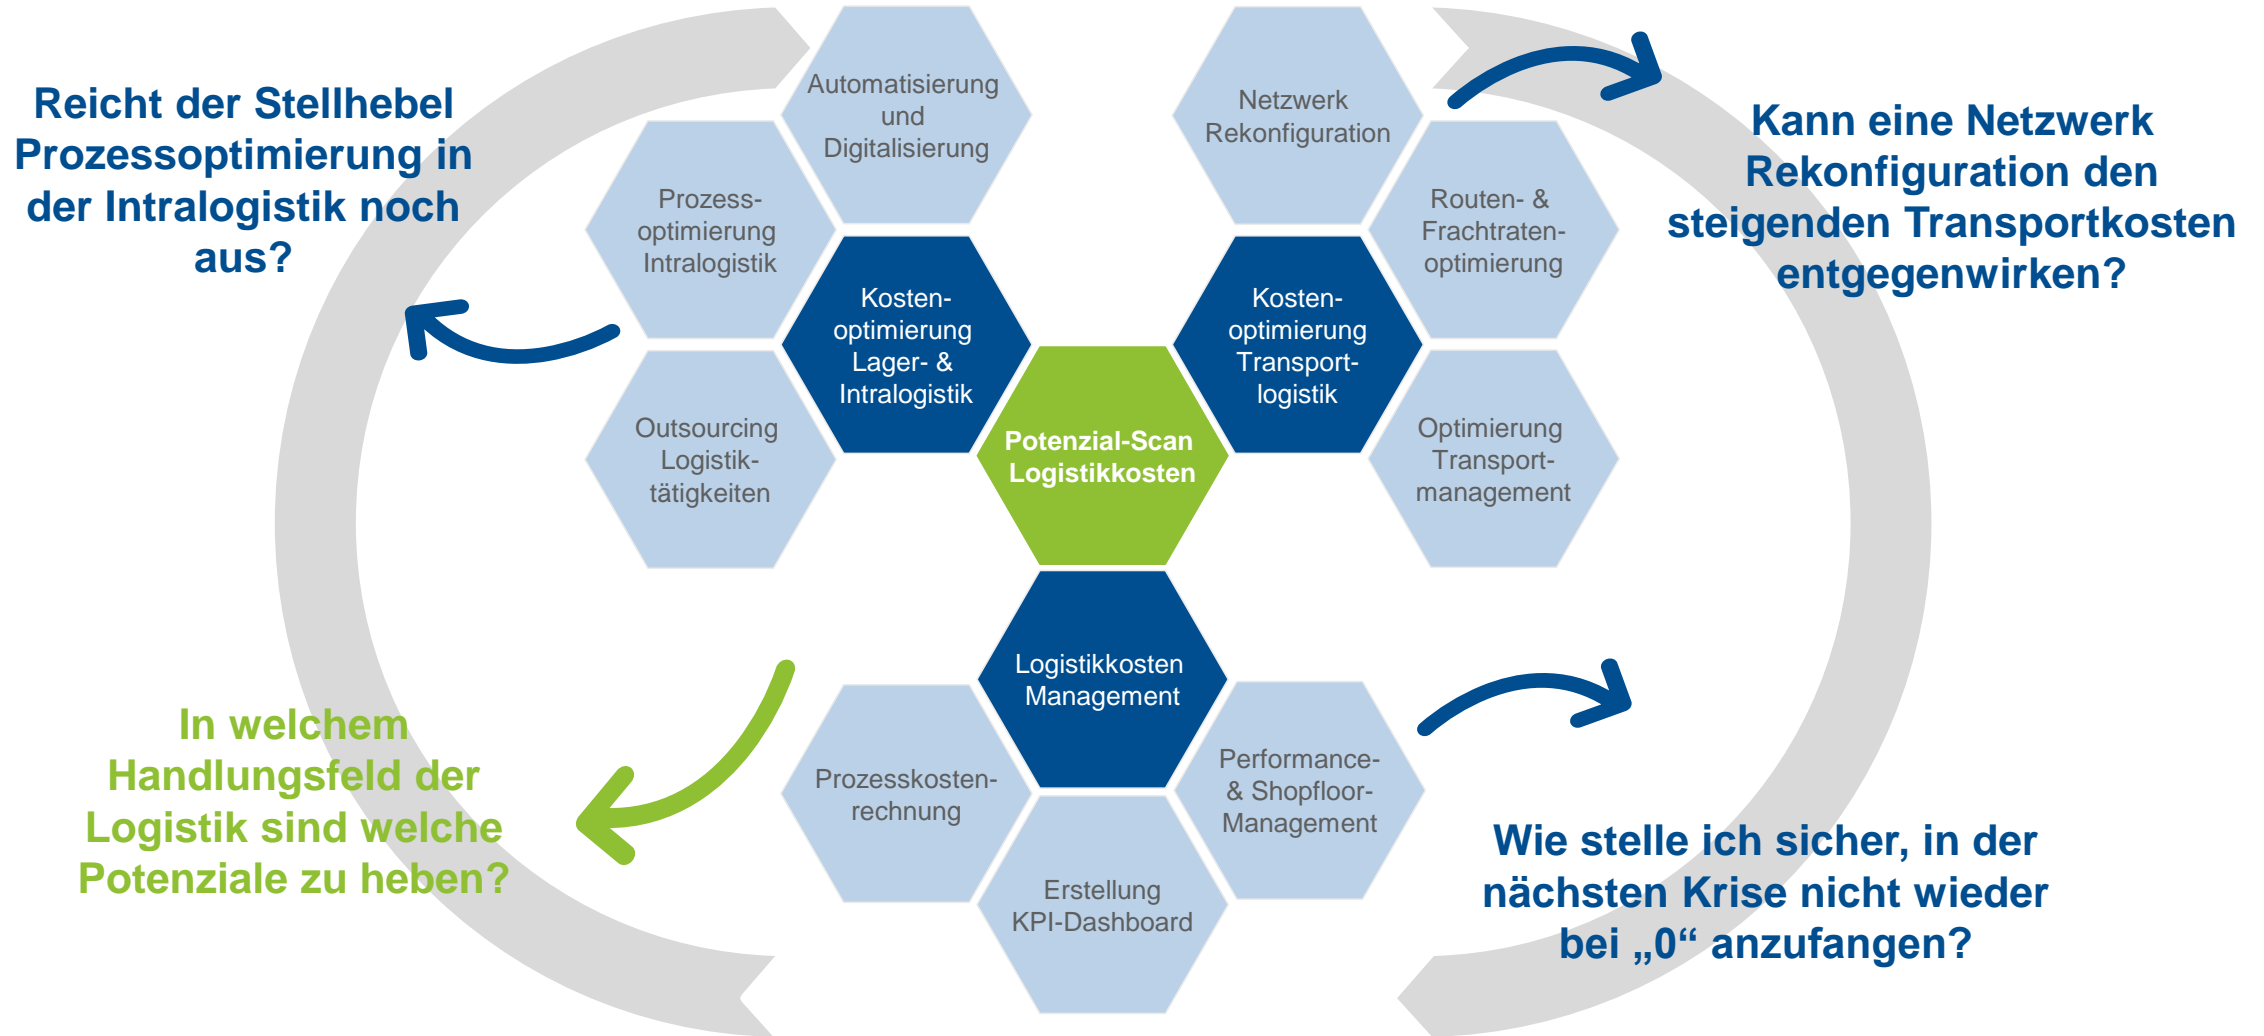 Reicht der Stellhebel
Prozessoptimierung in
der Intralogistik noch
aus?
Automatisierung
und
Digitalisierung
Prozess-
optimierung
Intralogistik
Kosten-
optimierung
Lager- &
Intralogistik
Outsourcing
Logistik-
tätigkeiten
Netzwerk
Rekonfiguration
Routen- &
Frachtraten-
optimierung
Kosten-
optimierung
Transport-
logistik
Optimierung
Transport-
management
Kann eine Netzwerk
Rekonfiguration den
steigenden Transportkosten
entgegenwirken?
Potenzial-Scan
Logistikkosten
Logistikkosten
Management
Prozesskosten-
rechnung
Erstellung
KPI-Dashboard
Performance-
& Shopfloor-
Management
In welchem
Handlungsfeld der
Logistik sind welche
Potenziale zu heben?
Wie stelle ich sicher, in der
nächsten Krise nicht wieder
bei „0“ anzufangen?